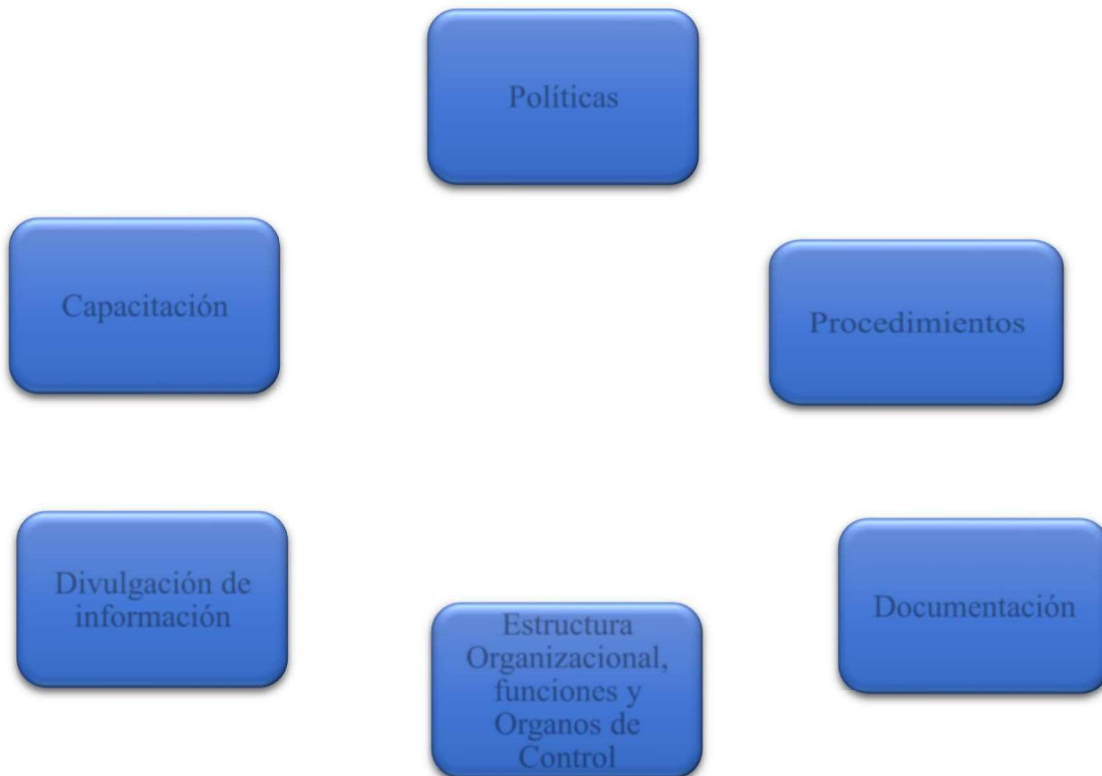 Políticas
Capacitación
Procedimientos
Divulgación de
información
Estructura
Organizacional,
funciones y
Organos de
Control
Documentación